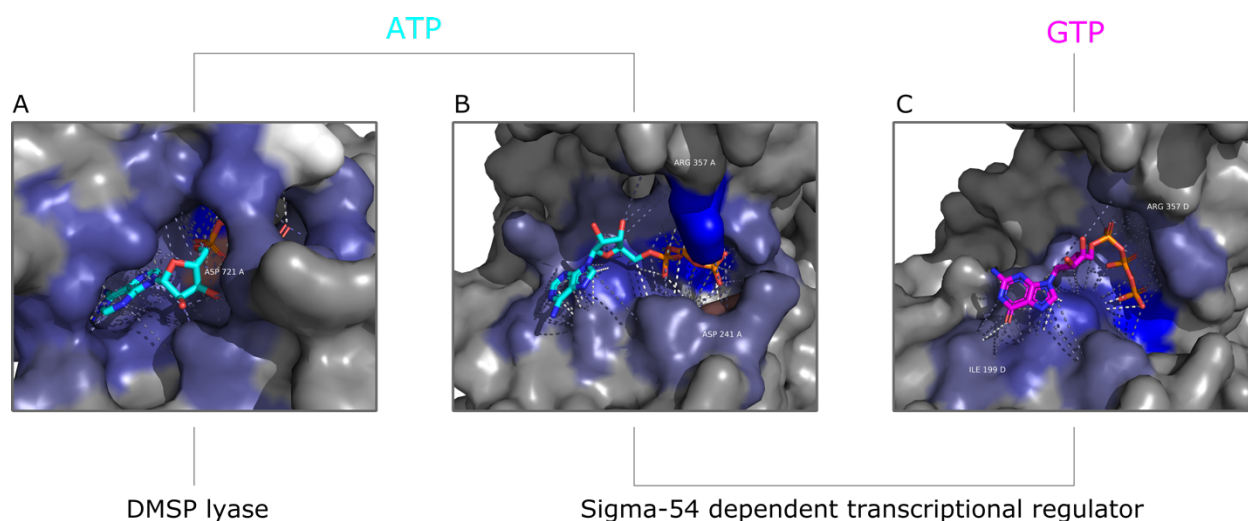 ATP
GTP
A
B
C
ASP 721 A
ARG 357 A
ASP 241 A
ARG 357 D
ILE 199 D
DMSP lyase
Sigma-54 dependent transcriptional regulator